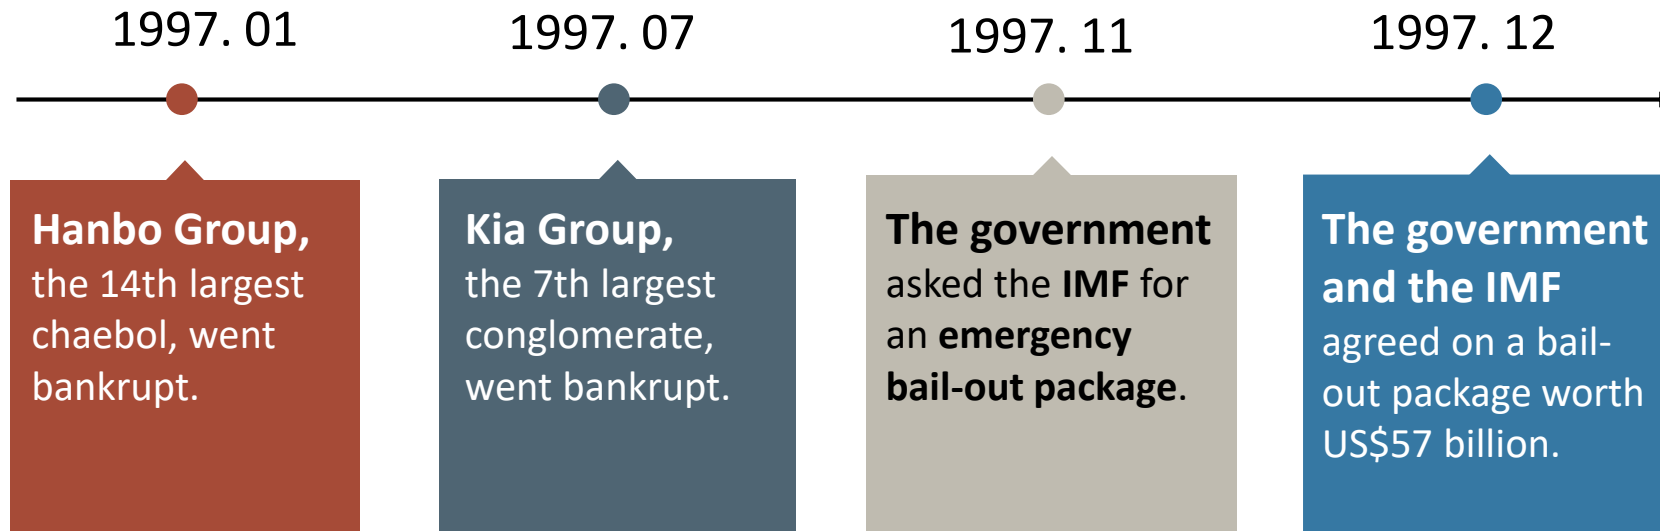 1997. 01
1997. 07
1997. 11
1997. 12
Hanbo Group,
the 14th largest
chaebol, went
bankrupt.
Kia Group,
the 7th largest
conglomerate,
went bankrupt.
The government
asked the IMF for
an emergency
bail-out package.
The government
and the IMF
agreed on a bail-
out package worth
US$57 billion.